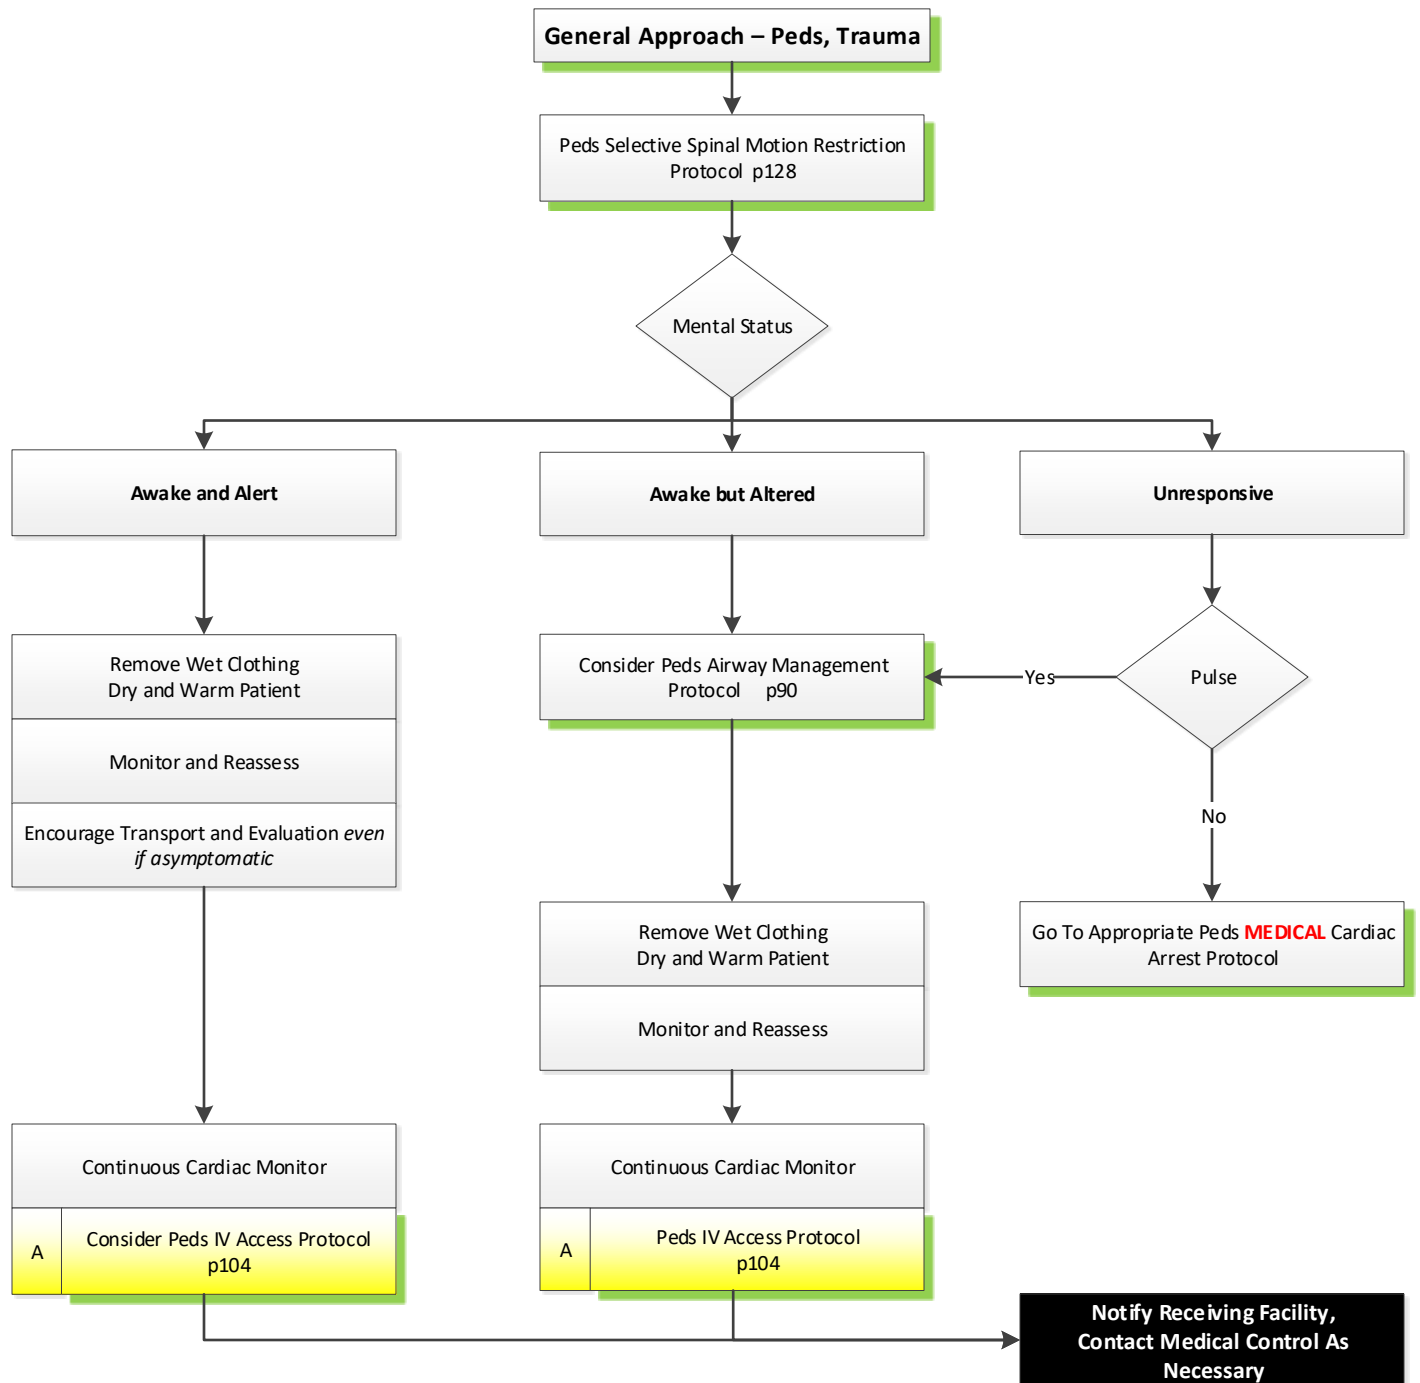 General Approach – Peds, Trauma
Peds Selective Spinal Motion Restriction
Protocol p128
Mental Status
Awake and Alert
Awake but Altered
Unresponsive
Remove Wet Clothing
Dry and Warm Patient
Monitor and Reassess
Encourage Transport and Evaluation even
if asymptomatic
Consider Peds Airway Management
Protocol p90
Yes
Pulse
No
Remove Wet Clothing
Dry and Warm Patient
Monitor and Reassess
Go To Appropriate Peds MEDICAL Cardiac
Arrest Protocol
Continuous Cardiac Monitor
A
Consider Peds IV Access Protocol
p104
Continuous Cardiac Monitor
A
Peds IV Access Protocol
p104
Notify Receiving Facility,
Contact Medical Control As
Necessary